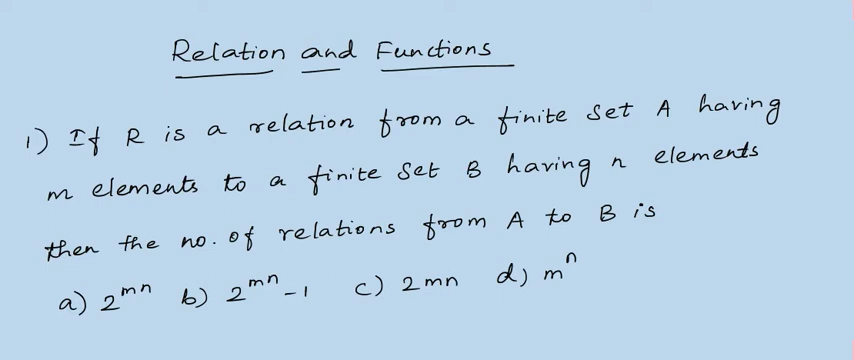 Relation and Functions
1) If R is a relation from a finite set A having
m elements to a finite set B having n elements
then the no. of relations from A to B is
a) 2^{mn} b) 2^{mn} - 1 c) 2mn d) m^n